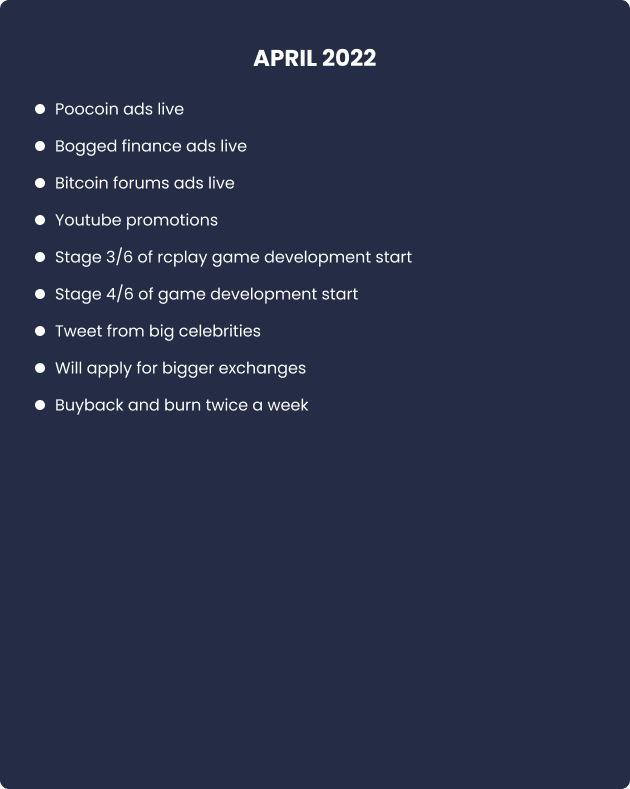 APRIL 2022
Poocoin ads live
Bogged finance ads live
Bitcoin forums ads live
Youtube promotions
Stage 3/6 of rcplay game development start
Stage 4/6 of game development start
Tweet from big celebrities
Will apply for bigger exchanges
Buyback and burn twice a week